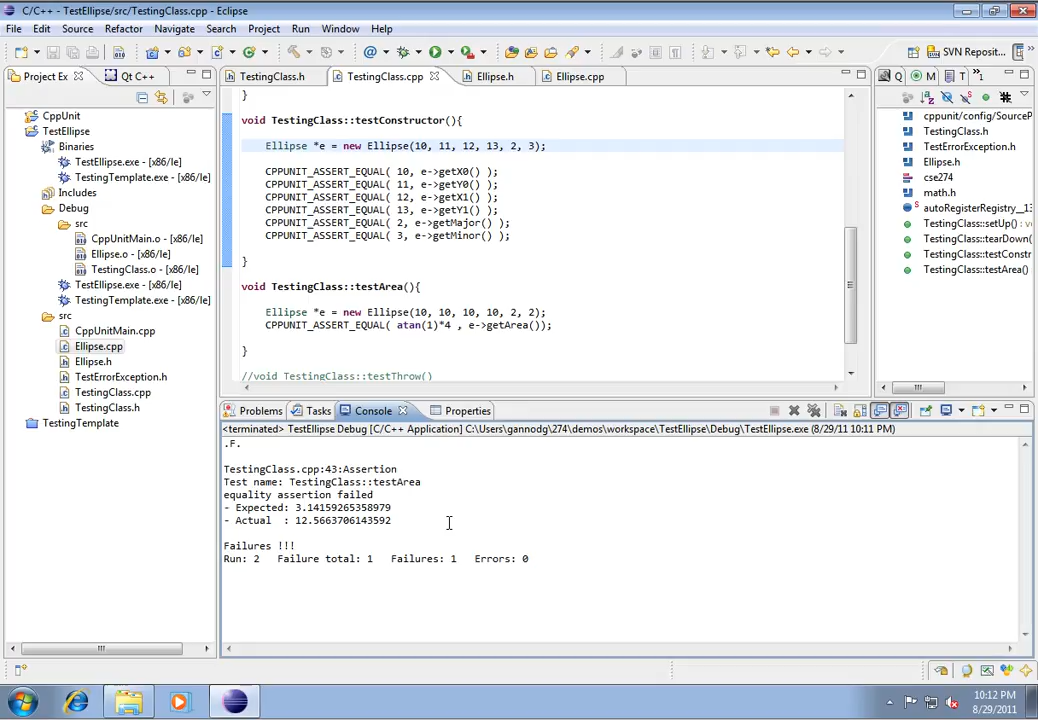 C/C++ - TestEllipse/src/TestingClass.cpp - Eclipse
File Edit Source Refactor Navigate Search Project Run Window Help
SVN Reposit...
Project Ex Qt C++
TestingClass.h TestingClass.cpp Ellipse.h Ellipse.cpp
Q M T »1
CppUnit
TestEllipse
Binaries
TestEllipse.exe - [x86/le]
TestingTemplate.exe - [x86/le]
Includes
Debug
src
CppUnitMain.o - [x86/le]
Ellipse.o - [x86/le]
TestingClass.o - [x86/le]
TestEllipse.exe - [x86/le]
TestingTemplate.exe - [x86/le]
src
CppUnitMain.cpp
Ellipse.cpp
Ellipse.h
TestErrorException.h
TestingClass.cpp
TestingClass.h
TestingTemplate
}
void TestingClass::testConstructor(){
Ellipse *e = new Ellipse(10, 11, 12, 13, 2, 3);
CPPUNIT_ASSERT_EQUAL( 10, e->getX0() );
CPPUNIT_ASSERT_EQUAL( 11, e->getY0() );
CPPUNIT_ASSERT_EQUAL( 12, e->getX1() );
CPPUNIT_ASSERT_EQUAL( 13, e->getY1() );
CPPUNIT_ASSERT_EQUAL( 2, e->getMajor() );
CPPUNIT_ASSERT_EQUAL( 3, e->getMinor() );
}
void TestingClass::testArea(){
Ellipse *e = new Ellipse(10, 10, 10, 10, 2, 2);
CPPUNIT_ASSERT_EQUAL( atan(1)*4 , e->getArea());
}
//void TestingClass::testThrow()
cppunit/config/SourceP
TestingClass.h
TestErrorException.h
Ellipse.h
cse274
math.h
autoRegisterRegistry__13
TestingClass::setUp() : vo
TestingClass::tearDown(
TestingClass::testConstr
TestingClass::testArea()
Problems Tasks Console Properties
<terminated> TestEllipse Debug [C/C++ Application] C:\Users\gannodg\274\demos\workspace\TestEllipse\Debug\TestEllipse.exe (8/29/11 10:11 PM)
.F.
TestingClass.cpp:43:Assertion
Test name: TestingClass::testArea
equality assertion failed
- Expected: 3.14159265358979
- Actual  : 12.5663706143592
Failures !!!
Run: 2   Failure total: 1   Failures: 1   Errors: 0
10:12 PM
8/29/2011